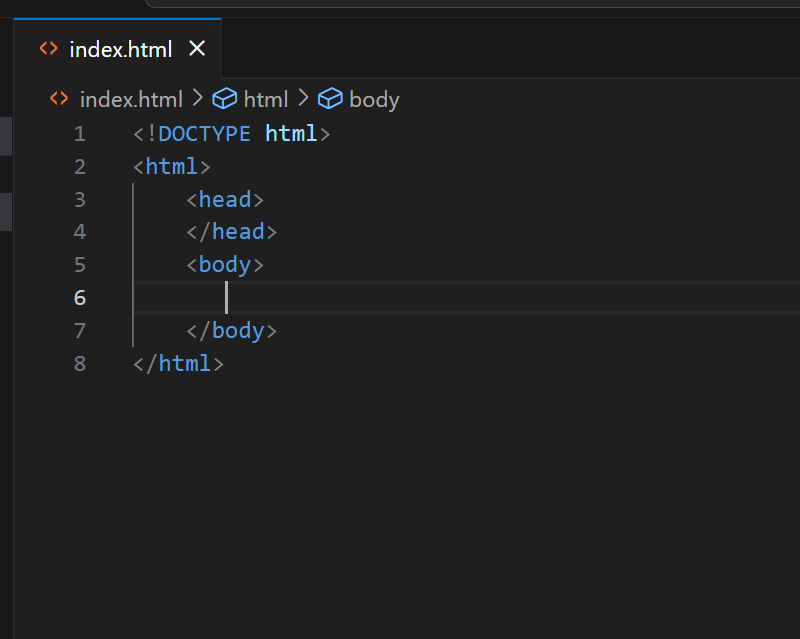 index.html
index.html > html > body
1 <!DOCTYPE html>
2 <html>
3 <head>
4 </head>
5 <body>
6
7 </body>
8 </html>